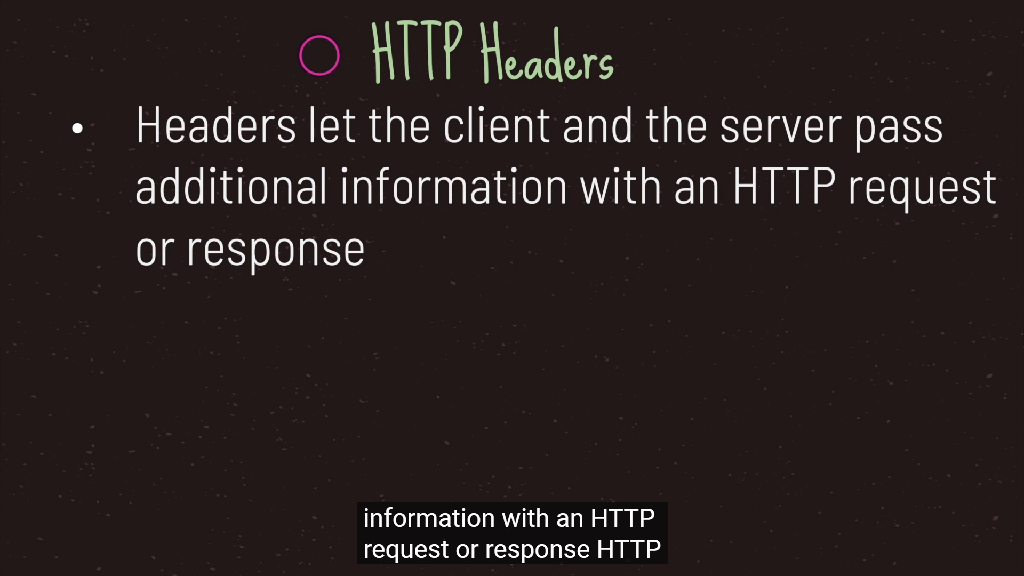 HTTP Headers
• Headers let the client and the server pass
additional information with an HTTP request
or response
information with an HTTP
request or response HTTP